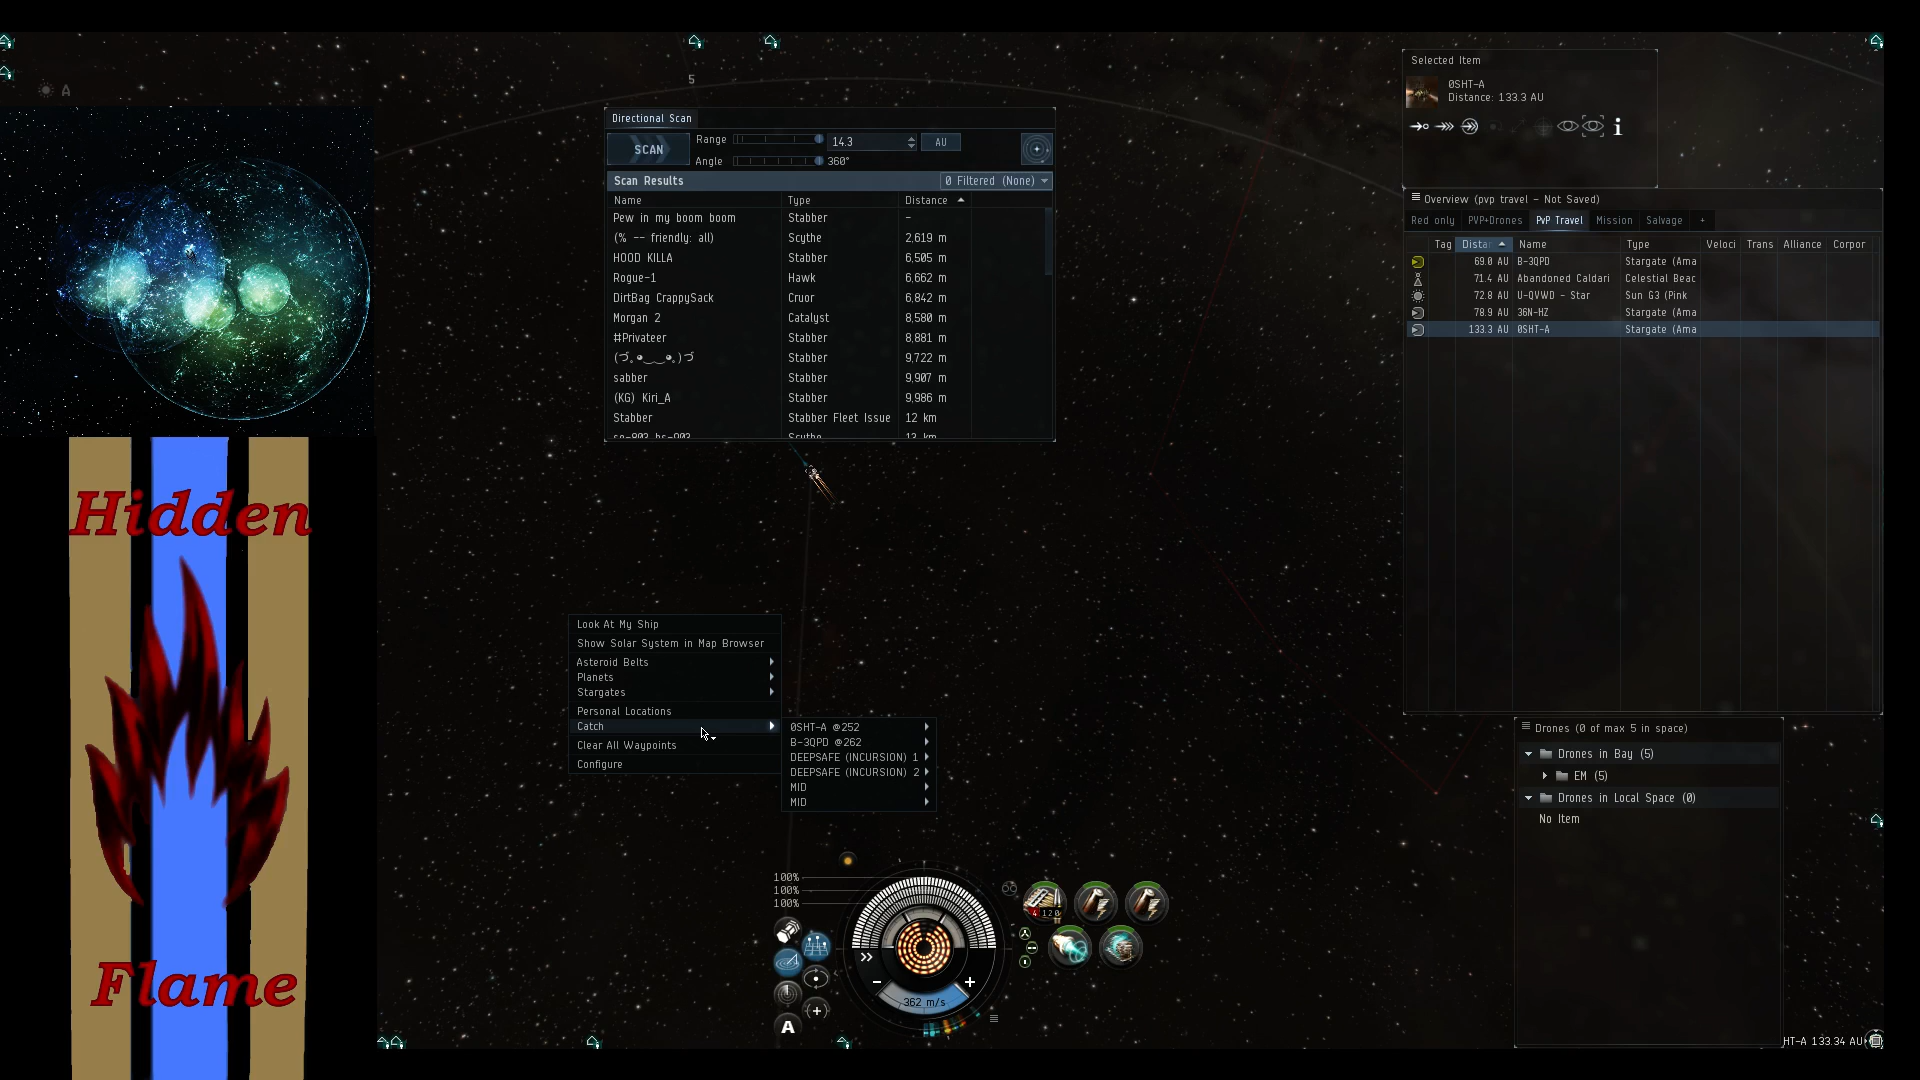 A
5
Hidden
Flame
Directional Scan
SCAN
Range 14.3 AU
Angle 360°
Scan Results 0 Filtered (None)
Name Type Distance
Pew in my boom boom Stabber -
(% -- friendly: all) Scythe 2,619 m
HOOD KILLA Stabber 6,505 m
Rogue-1 Hawk 6,662 m
DirtBag CrappySack Cruor 6,842 m
Morgan 2 Catalyst 8,580 m
#Privateer Stabber 8,881 m
(づ｡◕‿‿◕｡)づ Stabber 9,722 m
sabber Stabber 9,907 m
(KG) Kiri_A Stabber 9,986 m
Stabber Stabber Fleet Issue 12 km
Scythe 12 km
Look At My Ship
Show Solar System in Map Browser
Asteroid Belts
Planets
Stargates
Personal Locations
Catch
Clear All Waypoints
Configure
0SHT-A @252
B-3QPD @262
DEEPSAFE (INCURSION) 1
DEEPSAFE (INCURSION) 2
MID
MID
100%
100%
100%
362 m/s
A
4 120
Selected Item
0SHT-A
Distance: 133.3 AU
Overview (pvp travel - Not Saved)
Red only PVP+Drones PvP Travel Mission Salvage +
Tag Distan Name Type Veloci Trans Alliance Corpor
69.0 AU B-3QPD Stargate (Ama
71.4 AU Abandoned Caldari Celestial Beac
72.8 AU U-QVWD - Star Sun G3 (Pink
78.9 AU 36N-HZ Stargate (Ama
133.3 AU 0SHT-A Stargate (Ama
Drones (0 of max 5 in space)
Drones in Bay (5)
EM (5)
Drones in Local Space (0)
No Item
HT-A 133.34 AU